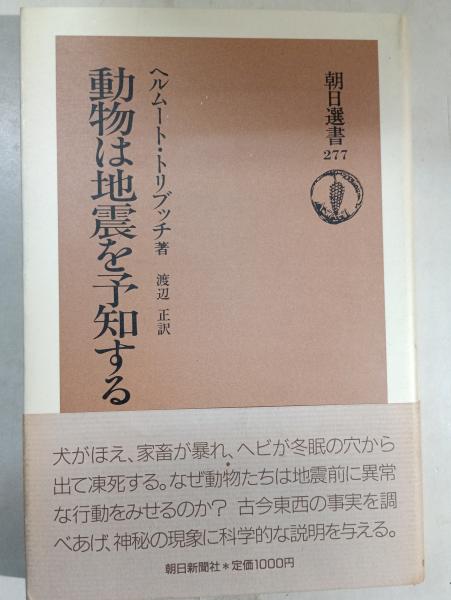 朝日選書
277
ヘルムート・トリブッチ著
渡辺 正訳
動物は地震を予知する
犬がほえ、家畜が暴れ、ヘビが冬眠の穴から
出て凍死する。なぜ動物たちは地震前に異常
な行動をみせるのか? 古今東西の事実を調
べあげ、神秘の現象に科学的な説明を与える。
朝日新聞社*定価1000円